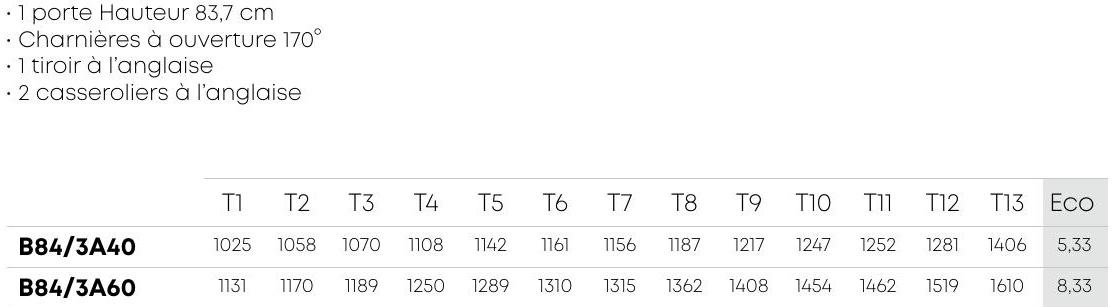 · 1 porte Hauteur 83,7 cm
· Charnières à ouverture 170°
· 1 tiroir à l'anglaise
· 2 casseroliers à l'anglaise
T1 T2 T3 T4 T5 T6 T7 T8 T9 T10 T11 T12 T13 Eco
B84/3A40 1025 1058 1070 1108 1142 1161 1156 1187 1217 1247 1252 1281 1406 5,33
B84/3A60 1131 1170 1189 1250 1289 1310 1315 1362 1408 1454 1462 1519 1610 8,33